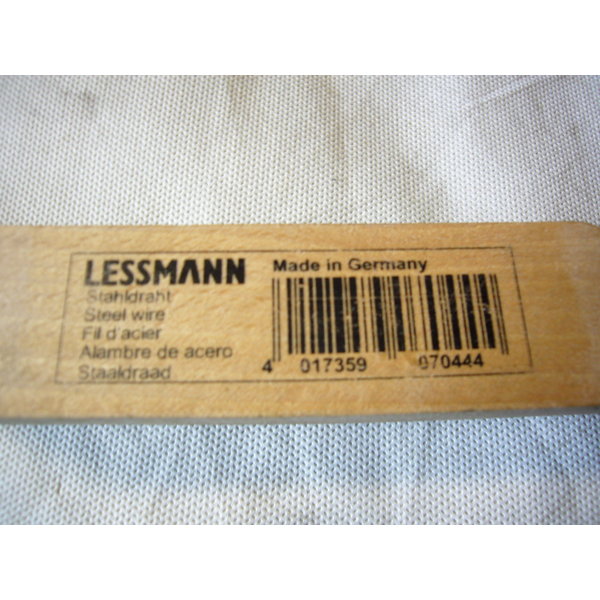 LESSMANN
Stahldraht
Steel wire
Fil d'acier
Alambre de acero
Staaldraad
Made in Germany
4 017359 070444